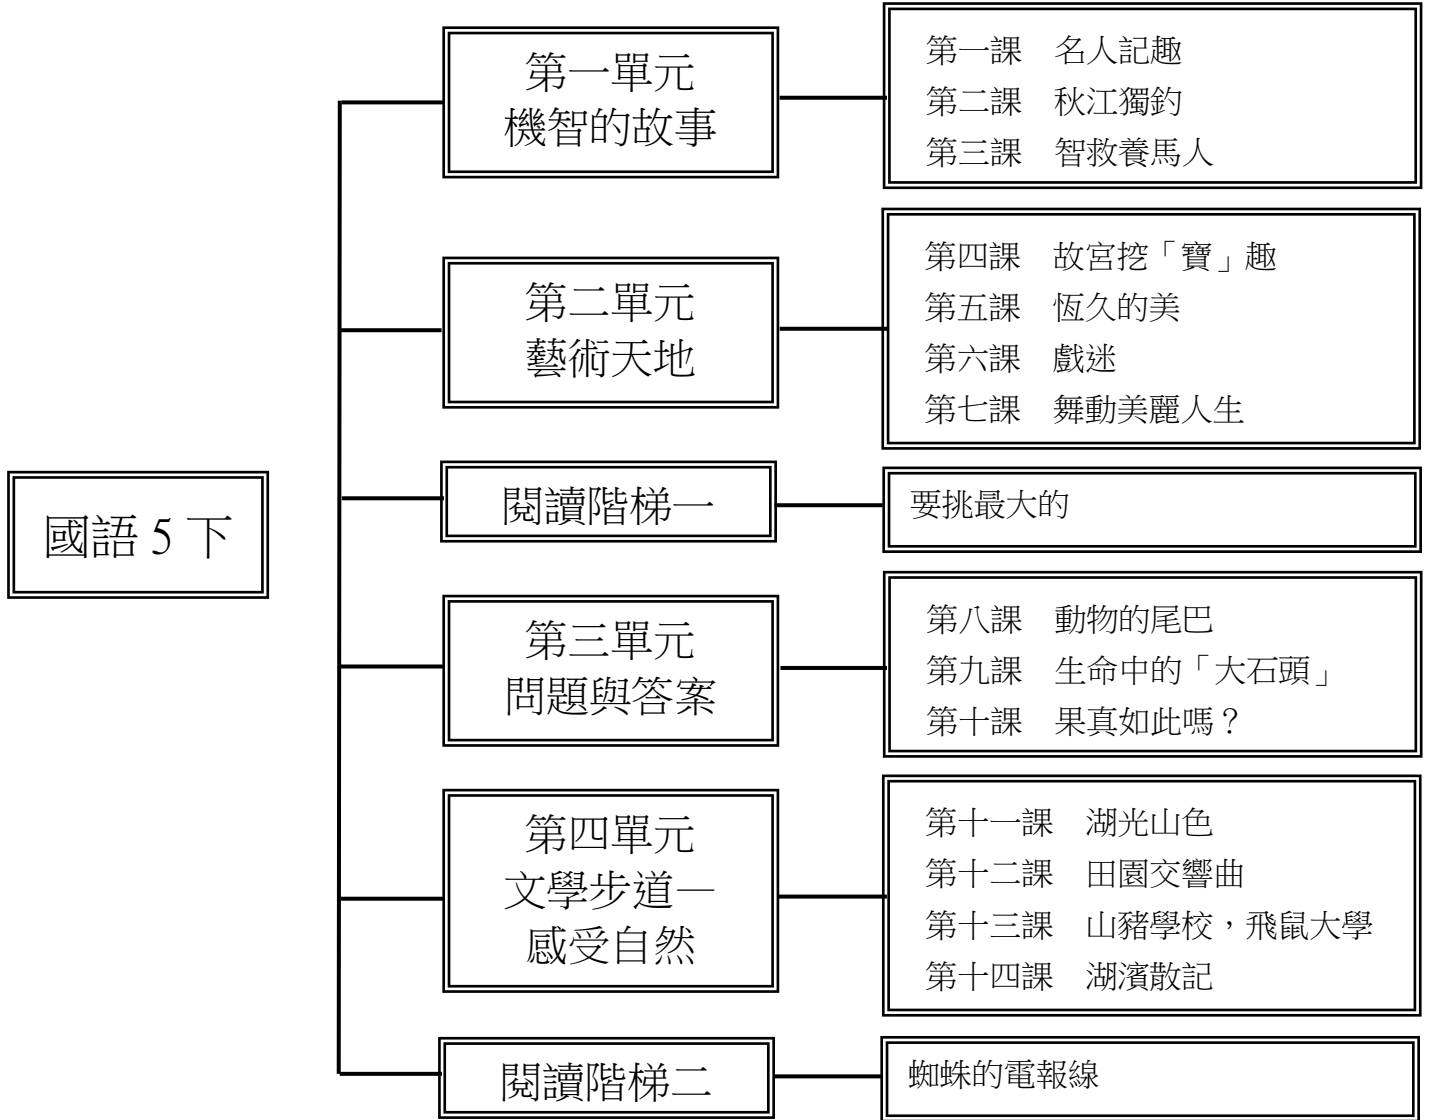 國語5下
第一單元
機智的故事
第一課　名人記趣
第二課　秋江獨釣
第三課　智救養馬人
第二單元
藝術天地
第四課　故宮挖「寶」趣
第五課　恆久的美
第六課　戲迷
第七課　舞動美麗人生
閱讀階梯一
要挑最大的
第三單元
問題與答案
第八課　動物的尾巴
第九課　生命中的「大石頭」
第十課　果真如此嗎？
第四單元
文學步道—
感受自然
第十一課　湖光山色
第十二課　田園交響曲
第十三課　山豬學校，飛鼠大學
第十四課　湖濱散記
閱讀階梯二
蜘蛛的電報線